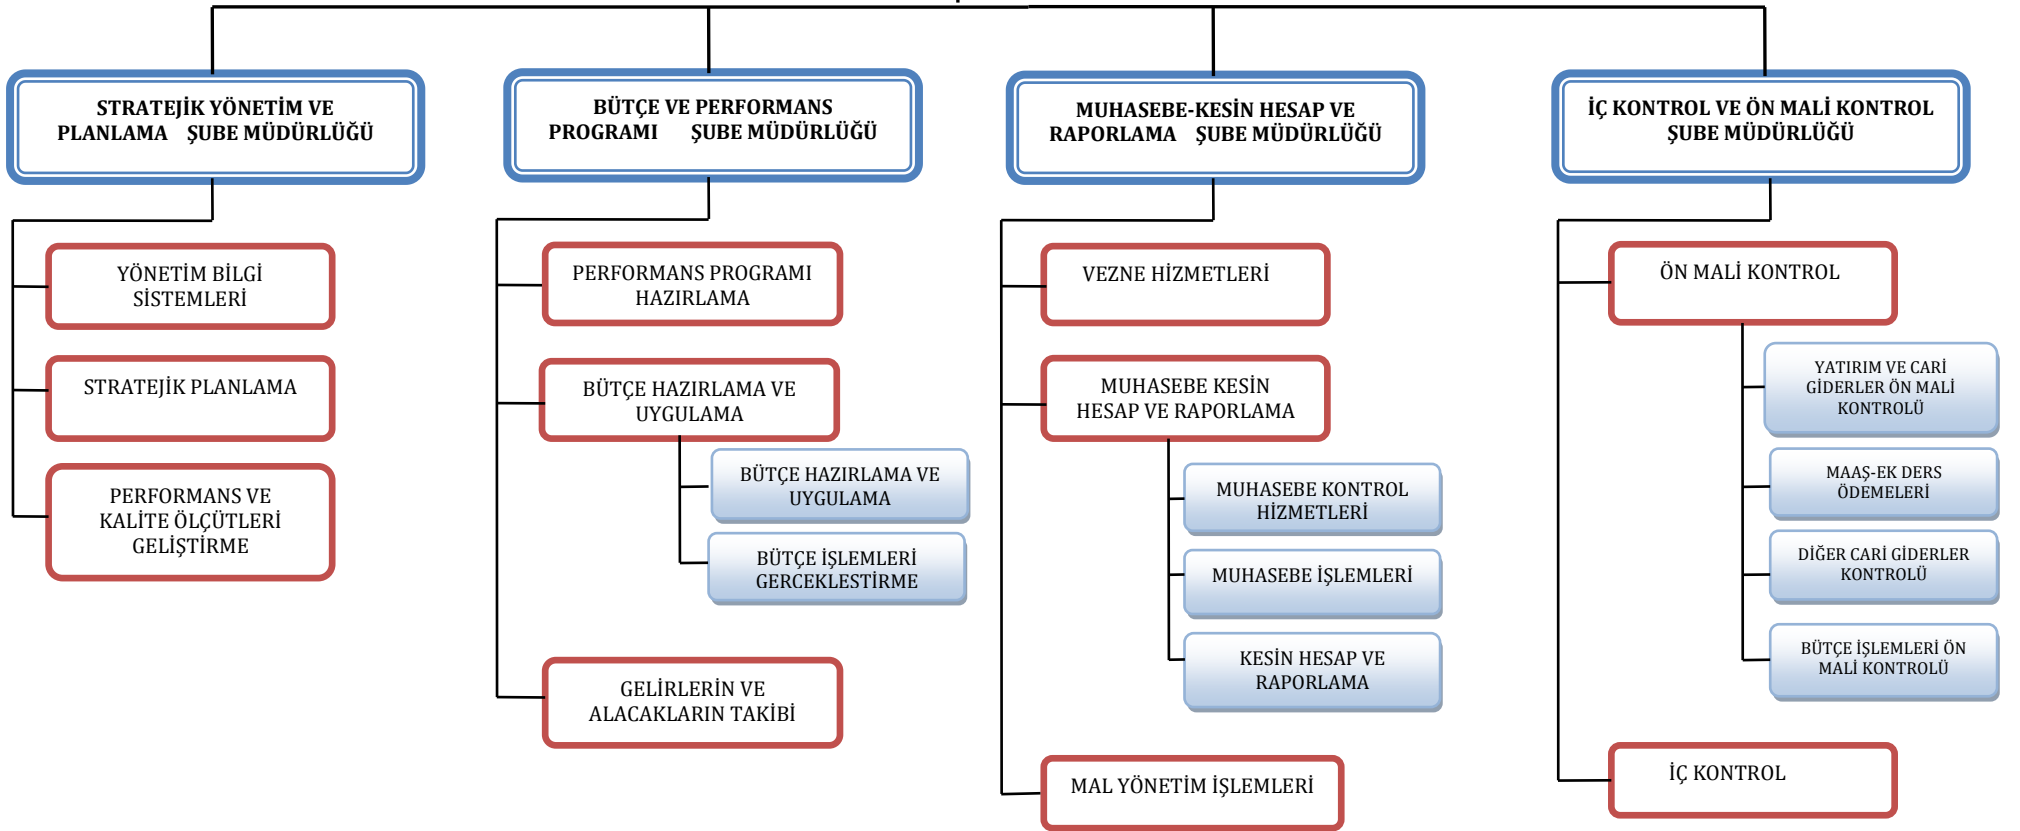 STRATEJİK YÖNETİM VE
PLANLAMA ŞUBE MÜDÜRLÜĞÜ
YÖNETİM BİLGİ
SİSTEMLERİ
STRATEJİK PLANLAMA
PERFORMANS VE
KALİTE ÖLÇÜTLERİ
GELİŞTİRME
BÜTÇE VE PERFORMANS
PROGRAMI ŞUBE MÜDÜRLÜĞÜ
PERFORMANS PROGRAMI
HAZIRLAMA
BÜTÇE HAZIRLAMA VE
UYGULAMA
BÜTÇE HAZIRLAMA VE
UYGULAMA
BÜTÇE İŞLEMLERİ
GERCEKLESTİRME
GELİRLERİN VE
ALACAKLARIN TAKİBİ
MUHASEBE-KESİN HESAP VE
RAPORLAMA ŞUBE MÜDÜRLÜĞÜ
VEZNE HİZMETLERİ
MUHASEBE KESİN
HESAP VE RAPORLAMA
MUHASEBE KONTROL
HİZMETLERİ
MUHASEBE İŞLEMLERİ
KESİN HESAP VE
RAPORLAMA
MAL YÖNETİM İŞLEMLERİ
İÇ KONTROL VE ÖN MALİ KONTROL
ŞUBE MÜDÜRLÜĞÜ
ÖN MALİ KONTROL
YATIRIM VE CARİ
GİDERLER ÖN MALİ
KONTROLÜ
MAAŞ-EK DERS
ÖDEMELERİ
DİĞER CARİ GİDERLER
KONTROLÜ
BÜTÇE İŞLEMLERİ ÖN
MALİ KONTROLÜ
İÇ KONTROL